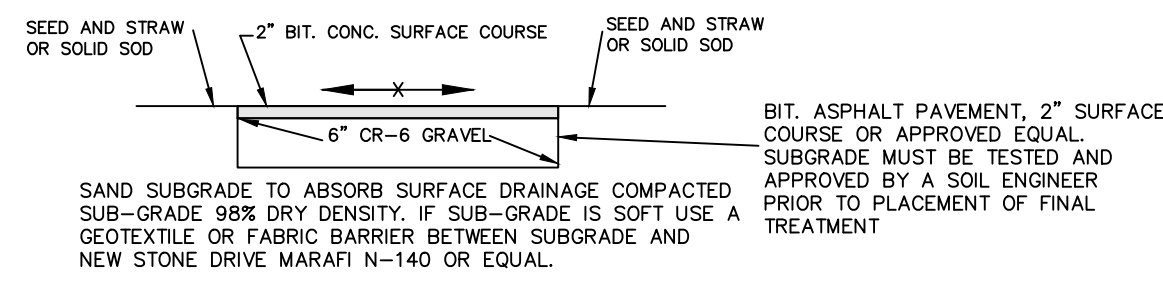 SEED AND STRAW
OR SOLID SOD
2" BIT. CONC. SURFACE COURSE
SEED AND STRAW
OR SOLID SOD
X
6" CR-6 GRAVEL
BIT. ASPHALT PAVEMENT, 2" SURFACE
COURSE OR APPROVED EQUAL.
SUBGRADE MUST BE TESTED AND
APPROVED BY A SOIL ENGINEER
PRIOR TO PLACEMENT OF FINAL
TREATMENT
SAND SUBGRADE TO ABSORB SURFACE DRAINAGE COMPACTED
SUB-GRADE 98% DRY DENSITY. IF SUB-GRADE IS SOFT USE A
GEOTEXTILE OR FABRIC BARRIER BETWEEN SUBGRADE AND
NEW STONE DRIVE MARAFI N-140 OR EQUAL.